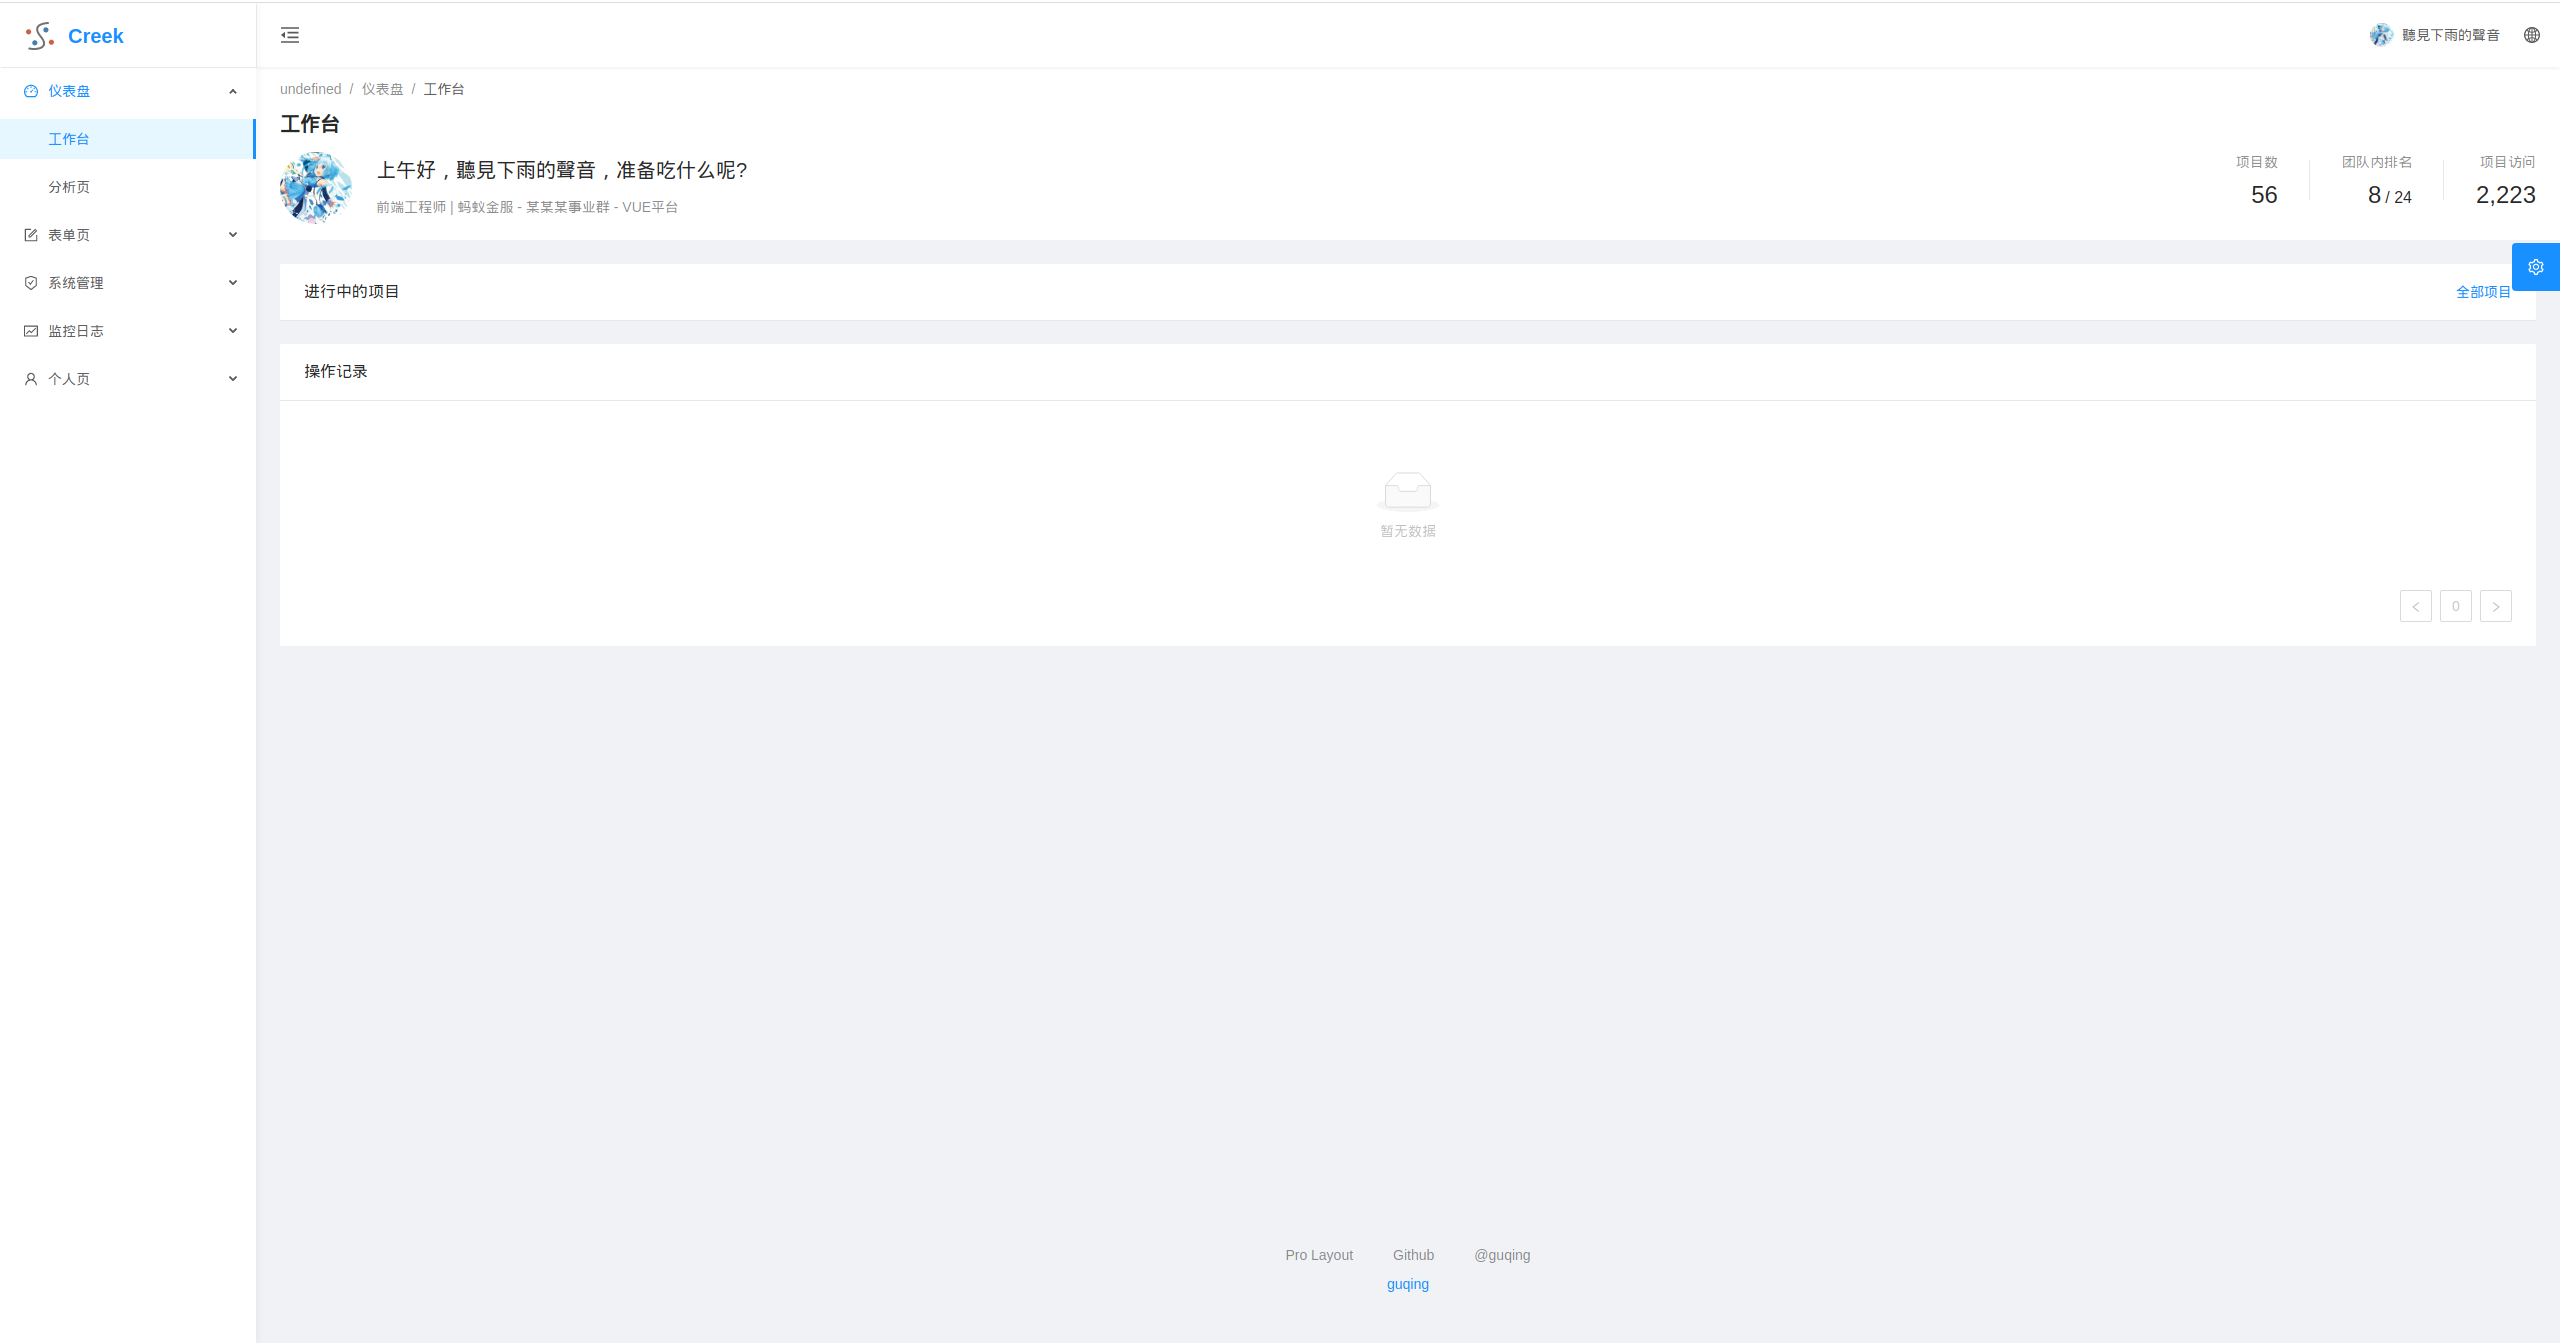 Creek
聽見下雨的聲音
仪表盘
工作台
分析页
表单页
系统管理
监控日志
个人页
undefined / 仪表盘 / 工作台
工作台
上午好，聽見下雨的聲音，准备吃什么呢?
前端工程师 | 蚂蚁金服 - 某某某事业群 - VUE平台
项目数
56
团队内排名
8 / 24
项目访问
2,223
进行中的项目
全部项目
操作记录
暂无数据
0
Pro Layout Github @guqing
guqing